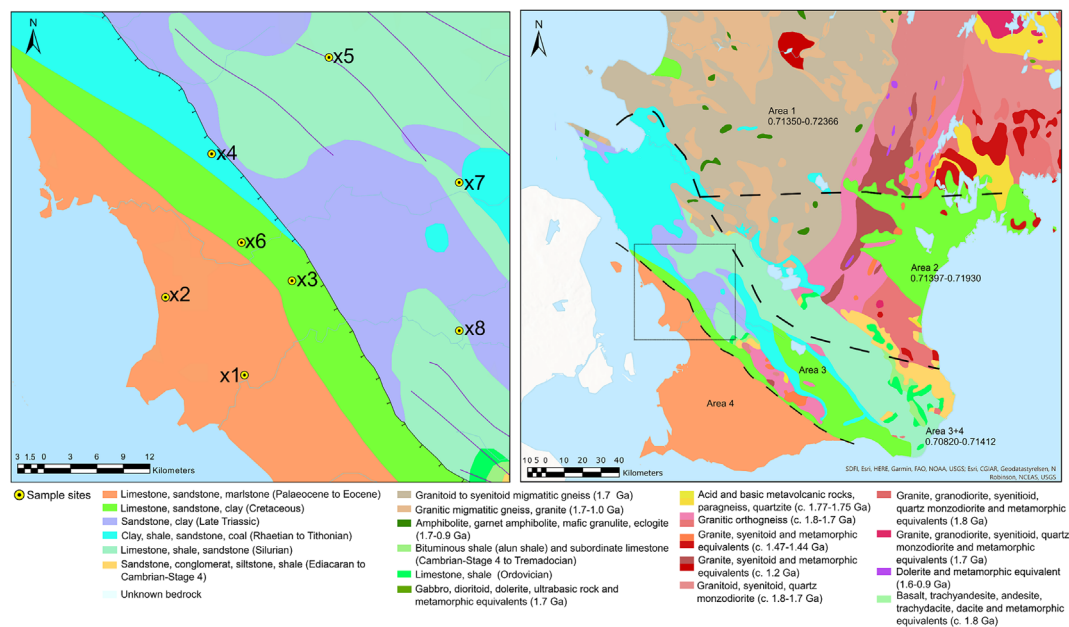 N
x5
x4
x7
x6
x3
x2
x8
x1
3 1.5 0 3 6 9 12
Kilometers
N
Area 1
0.71350-0.72366
Area 2
0.71397-0.71930
Area 3
Area 4
Area 3+4
0.70820-0.71412
10 5 0 10 20 30 40
Kilometers
SDFI, Esri, HERE, Garmin, FAO, NOAA, USGS; Esri, CGIAR, Geodatastyrelsen, N
Robinson, NCEAS, USGS
Sample sites
Limestone, sandstone, marlstone (Palaeocene to Eocene)
Limestone, sandstone, clay (Cretaceous)
Sandstone, clay (Late Triassic)
Clay, shale, sandstone, coal (Rhaetian to Tithonian)
Limestone, shale, sandstone (Silurian)
Sandstone, conglomerat, siltstone, shale (Ediacaran to
Cambrian-Stage 4)
Unknown bedrock
Granitoid to syenitoid migmatitic gneiss (1.7 Ga)
Granitic migmatitic gneiss, granite (1.7-1.0 Ga)
Amphibolite, garnet amphibolite, mafic granulite, eclogite
(1.7-0.9 Ga)
Bituminous shale (alun shale) and subordinate limestone
(Cambrian-Stage 4 to Tremadocian)
Limestone, shale (Ordovician)
Gabbro, dioritoid, dolerite, ultrabasic rock and
metamorphic equivalents (1.7 Ga)
Acid and basic metavolcanic rocks,
paragneiss, quartzite (c. 1.77-1.75 Ga)
Granitic orthogneiss (c. 1.8-1.7 Ga)
Granite, syenitoid and metamorphic
equivalents (c. 1.47-1.44 Ga)
Granite, syenitoid and metamorphic
equivalents (c. 1.2 Ga)
Granitoid, syenitoid, quartz
monzodiorite (c. 1.8-1.7 Ga)
Granite, granodiorite, syenitoid,
quartz monzodiorite and metamorphic
equivalents (1.8 Ga)
Granite, granodiorite, syenitoid, quartz
monzodiorite and metamorphic
equivalents (1.7 Ga)
Dolerite and metamorphic equivalent
(1.6-0.9 Ga)
Basalt, trachyandesite, andesite,
trachydacite, dacite and metamorphic
equivalents (c. 1.8 Ga)